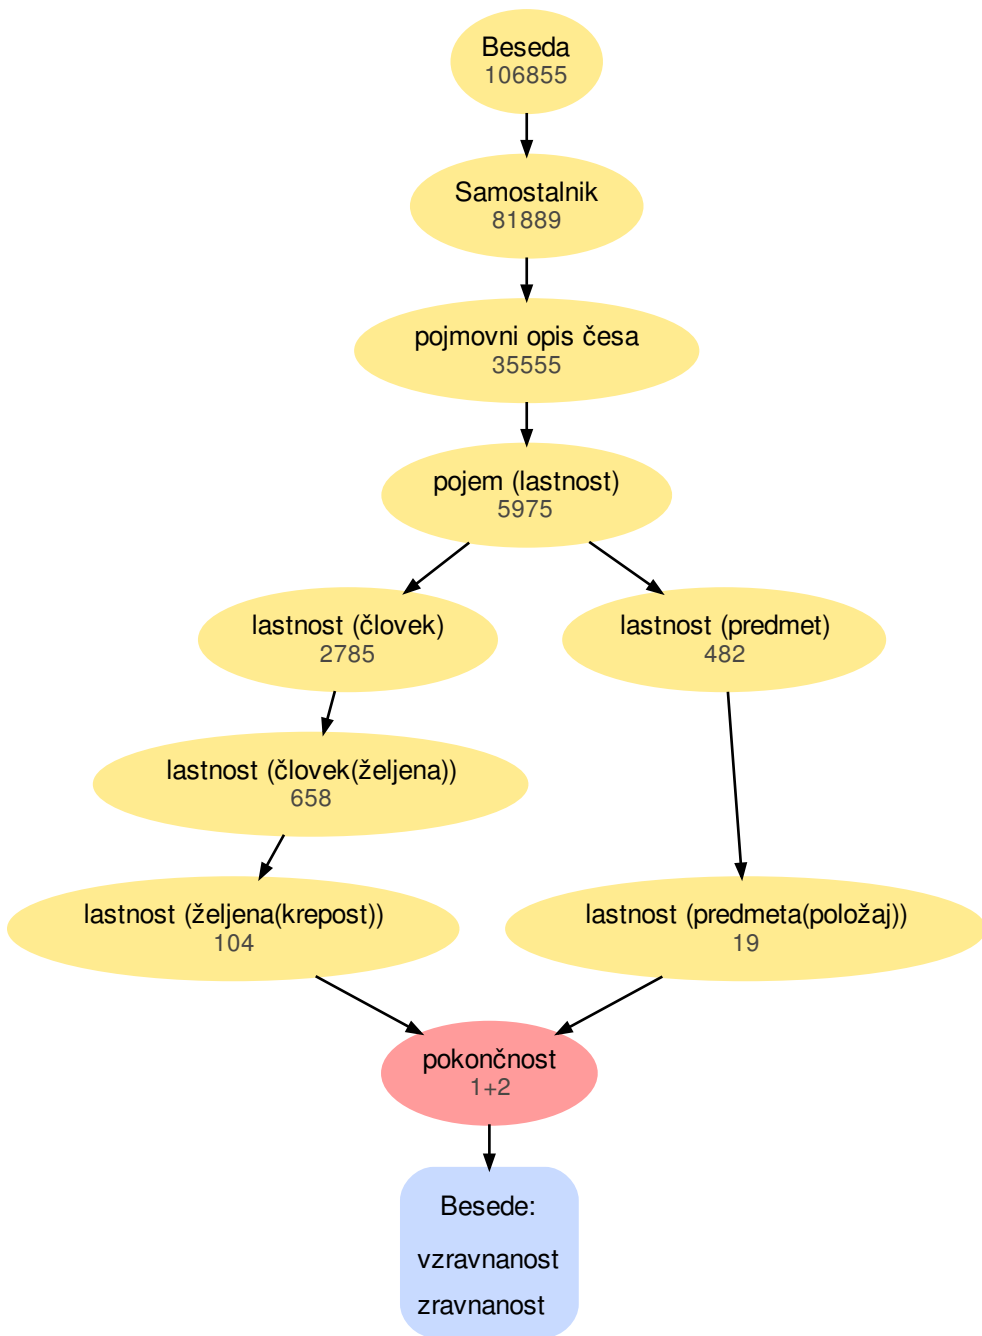 Beseda
106855
Samostalnik
81889
pojmovni opis česa
35555
pojem (lastnost)
5975
lastnost (človek)
2785
lastnost (predmet)
482
lastnost (človek(željena))
658
lastnost (željena(krepost))
104
lastnost (predmeta(položaj))
19
pokončnost
1+2
Besede:
vzravnanost
zravnanost